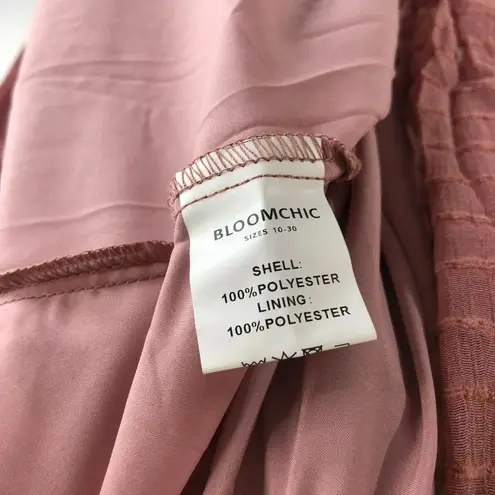 BLOOMCHIC
SIZES 10-30
SHELL:
100%POLYESTER
LINING:
100%POLYESTER